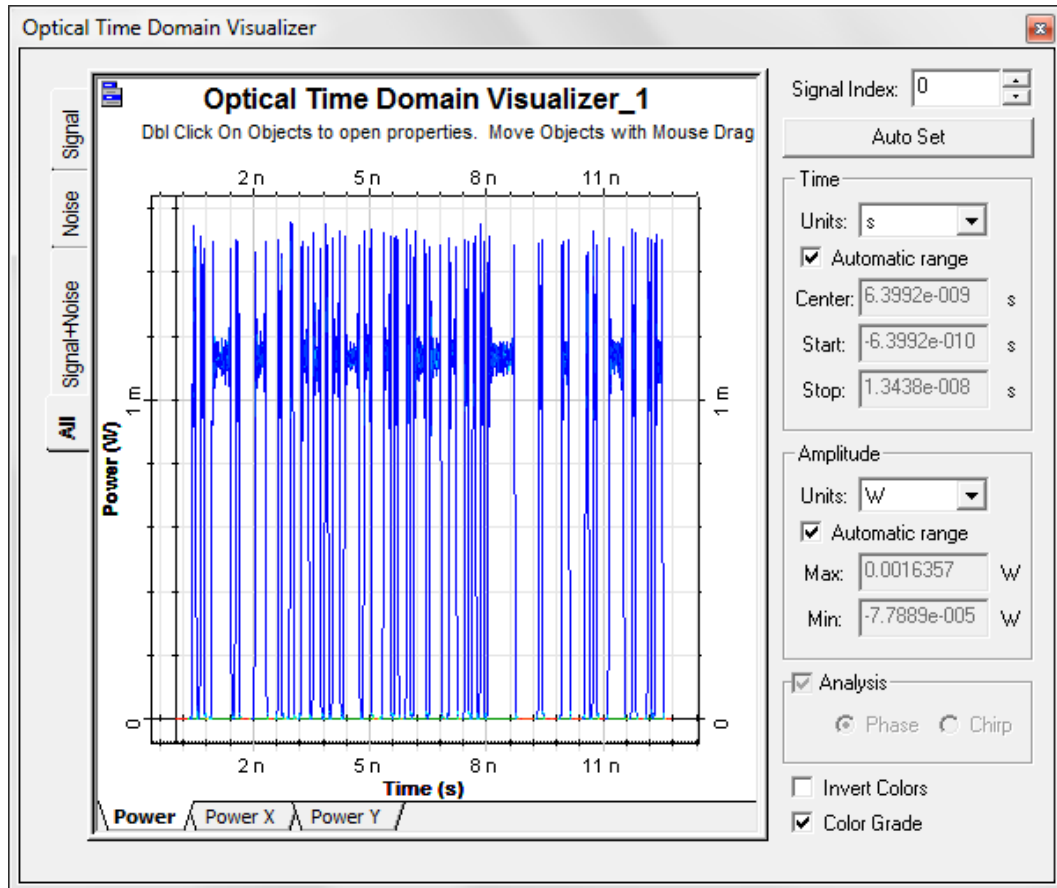 Optical Time Domain Visualizer
Signal
Noise
Signal+Noise
All
Optical Time Domain Visualizer_1
Dbl Click On Objects to open properties. Move Objects with Mouse Drag
2 n 5 n 8 n 11 n
Power (W)
1 m
0
1 m
0
2 n 5 n 8 n 11 n
Time (s)
Power Power X Power Y
Signal Index: 0
Auto Set
Time
Units: s
Automatic range
Center: 6.3992e-009 s
Start: -6.3992e-010 s
Stop: 1.3438e-008 s
Amplitude
Units: W
Automatic range
Max: 0.0016357 W
Min: -7.7889e-005 W
Analysis
Phase Chirp
Invert Colors
Color Grade